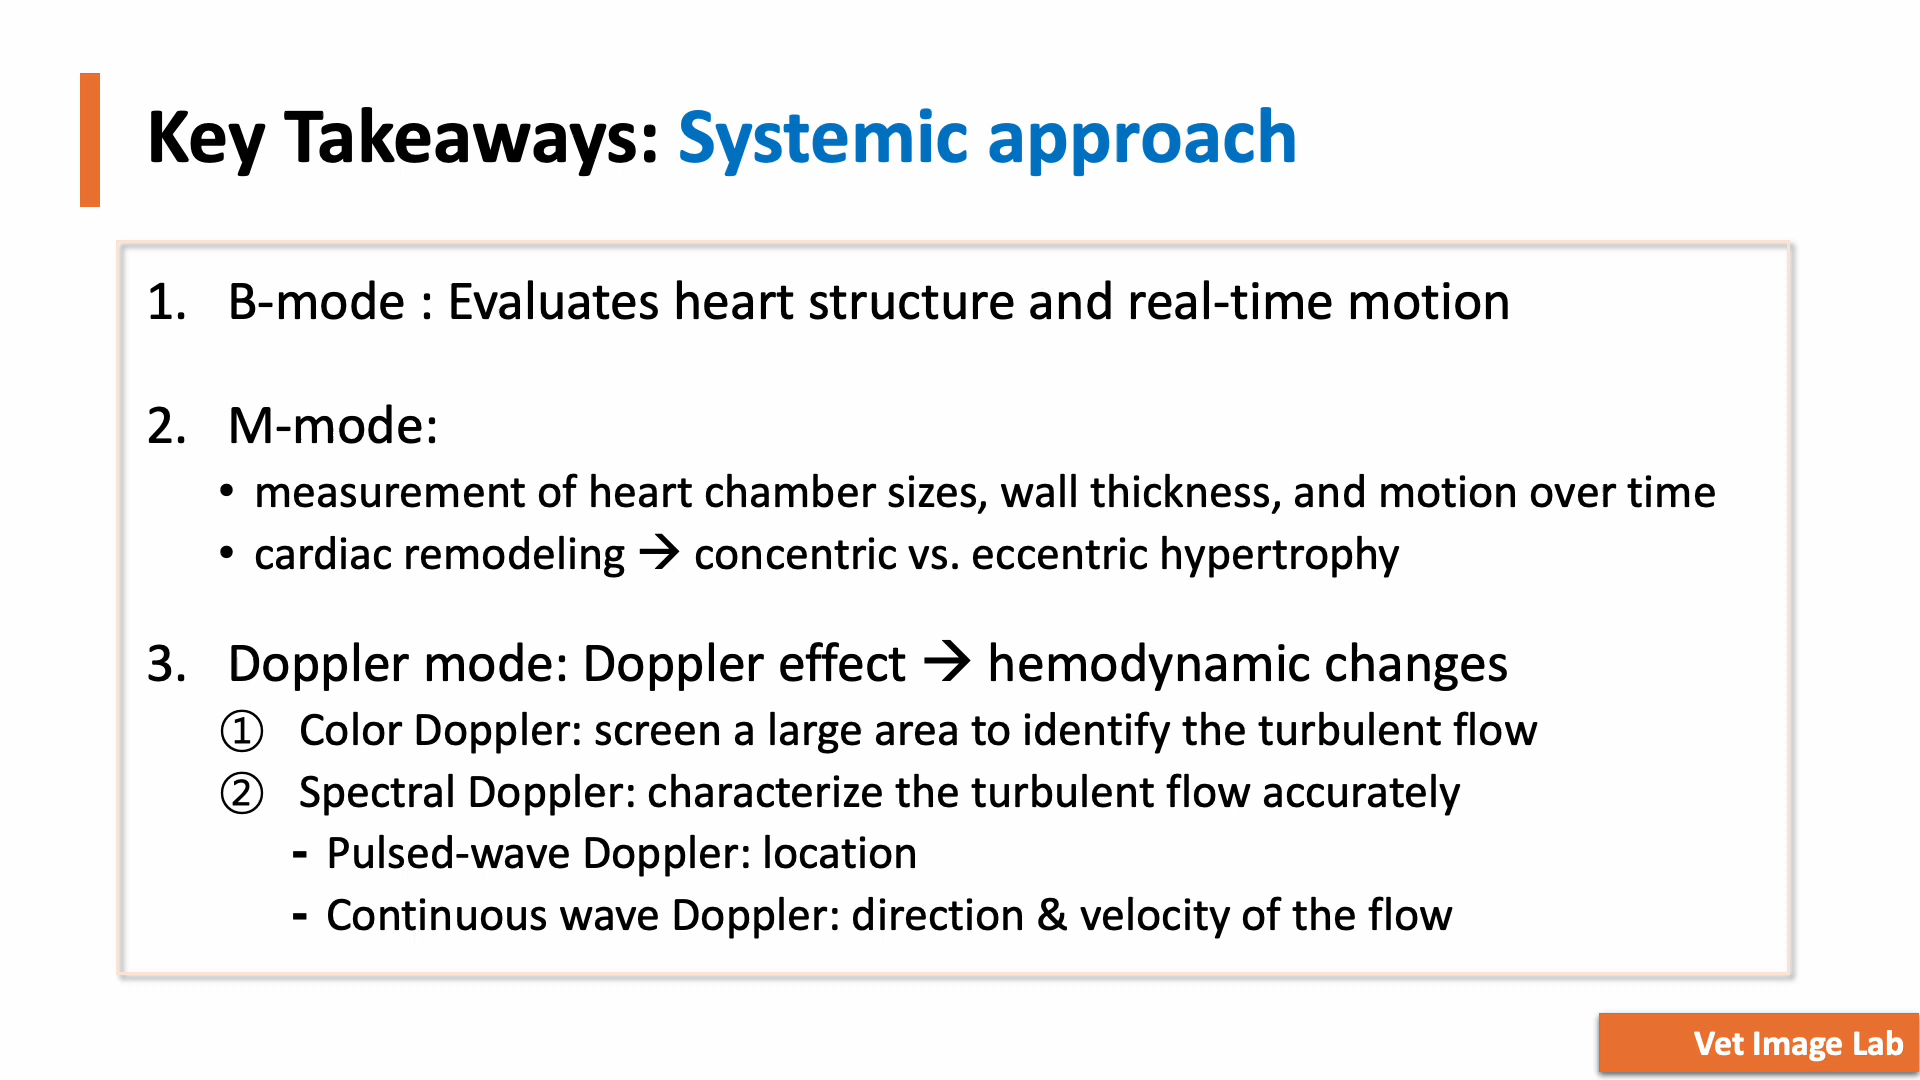 Key Takeaways: Systemic approach
1. B-mode : Evaluates heart structure and real-time motion
2. M-mode:
• measurement of heart chamber sizes, wall thickness, and motion over time
• cardiac remodeling → concentric vs. eccentric hypertrophy
3. Doppler mode: Doppler effect → hemodynamic changes
① Color Doppler: screen a large area to identify the turbulent flow
② Spectral Doppler: characterize the turbulent flow accurately
- Pulsed-wave Doppler: location
- Continuous wave Doppler: direction & velocity of the flow
Vet Image Lab